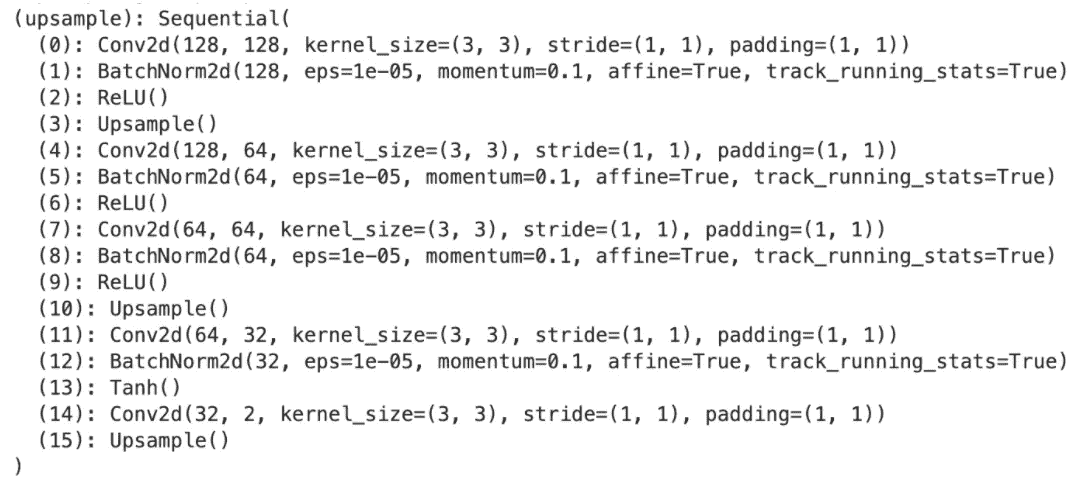 (upsample): Sequential(
(0): Conv2d(128, 128, kernel_size=(3, 3), stride=(1, 1), padding=(1, 1))
(1): BatchNorm2d(128, eps=1e-05, momentum=0.1, affine=True, track_running_stats=True)
(2): ReLU()
(3): Upsample()
(4): Conv2d(128, 64, kernel_size=(3, 3), stride=(1, 1), padding=(1, 1))
(5): BatchNorm2d(64, eps=1e-05, momentum=0.1, affine=True, track_running_stats=True)
(6): ReLU()
(7): Conv2d(64, 64, kernel_size=(3, 3), stride=(1, 1), padding=(1, 1))
(8): BatchNorm2d(64, eps=1e-05, momentum=0.1, affine=True, track_running_stats=True)
(9): ReLU()
(10): Upsample()
(11): Conv2d(64, 32, kernel_size=(3, 3), stride=(1, 1), padding=(1, 1))
(12): BatchNorm2d(32, eps=1e-05, momentum=0.1, affine=True, track_running_stats=True)
(13): Tanh()
(14): Conv2d(32, 2, kernel_size=(3, 3), stride=(1, 1), padding=(1, 1))
(15): Upsample()
)